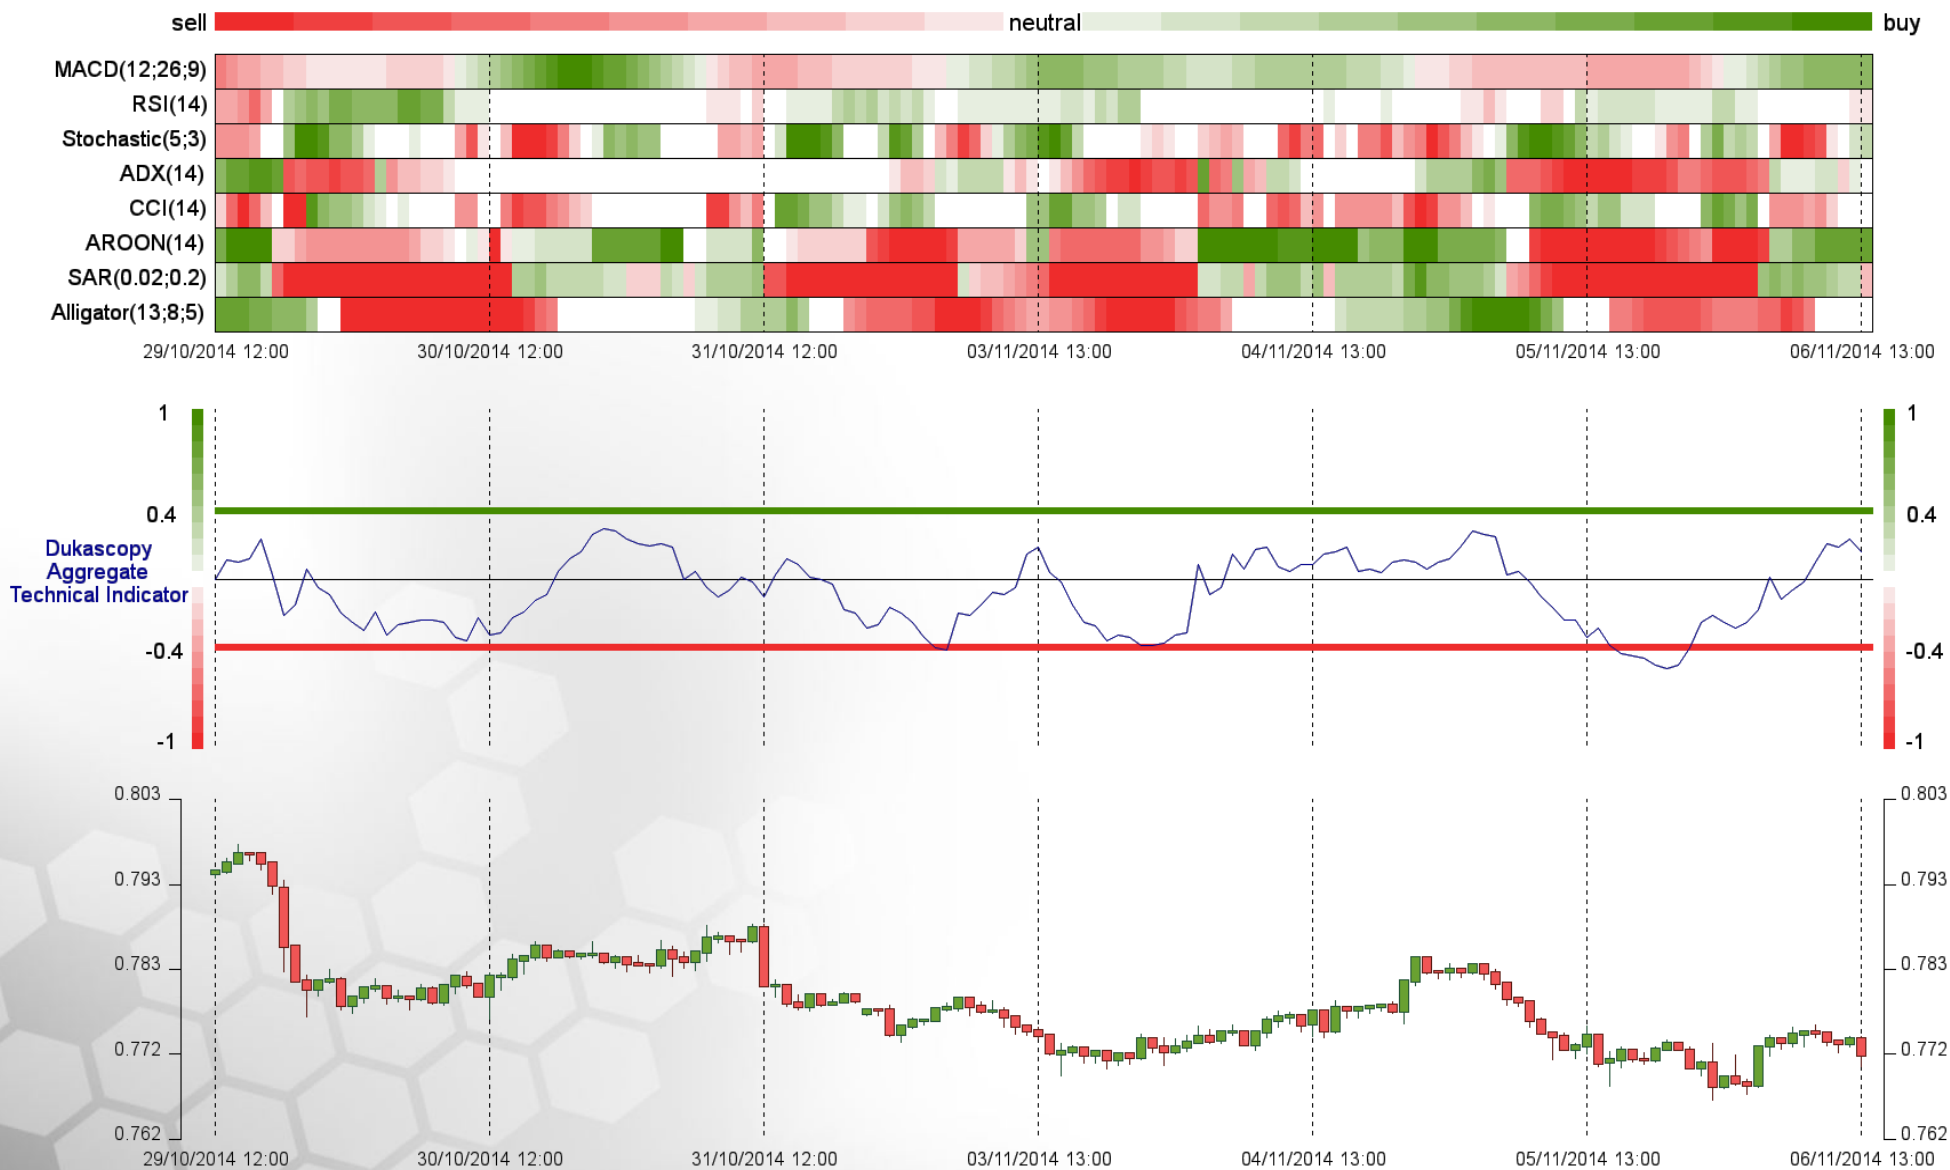 sell neutral buy
MACD(12;26;9)
RSI(14)
Stochastic(5;3)
ADX(14)
CCI(14)
AROON(14)
SAR(0.02;0.2)
Alligator(13;8;5)
29/10/2014 12:00 30/10/2014 12:00 31/10/2014 12:00 03/11/2014 13:00 04/11/2014 13:00 05/11/2014 13:00 06/11/2014 13:00
1 1
0.4 0.4
Dukascopy
Aggregate
Technical Indicator
-0.4 -0.4
-1 -1
0.803 0.803
0.793 0.793
0.783 0.783
0.772 0.772
0.762 0.762
29/10/2014 12:00 30/10/2014 12:00 31/10/2014 12:00 03/11/2014 13:00 04/11/2014 13:00 05/11/2014 13:00 06/11/2014 13:00